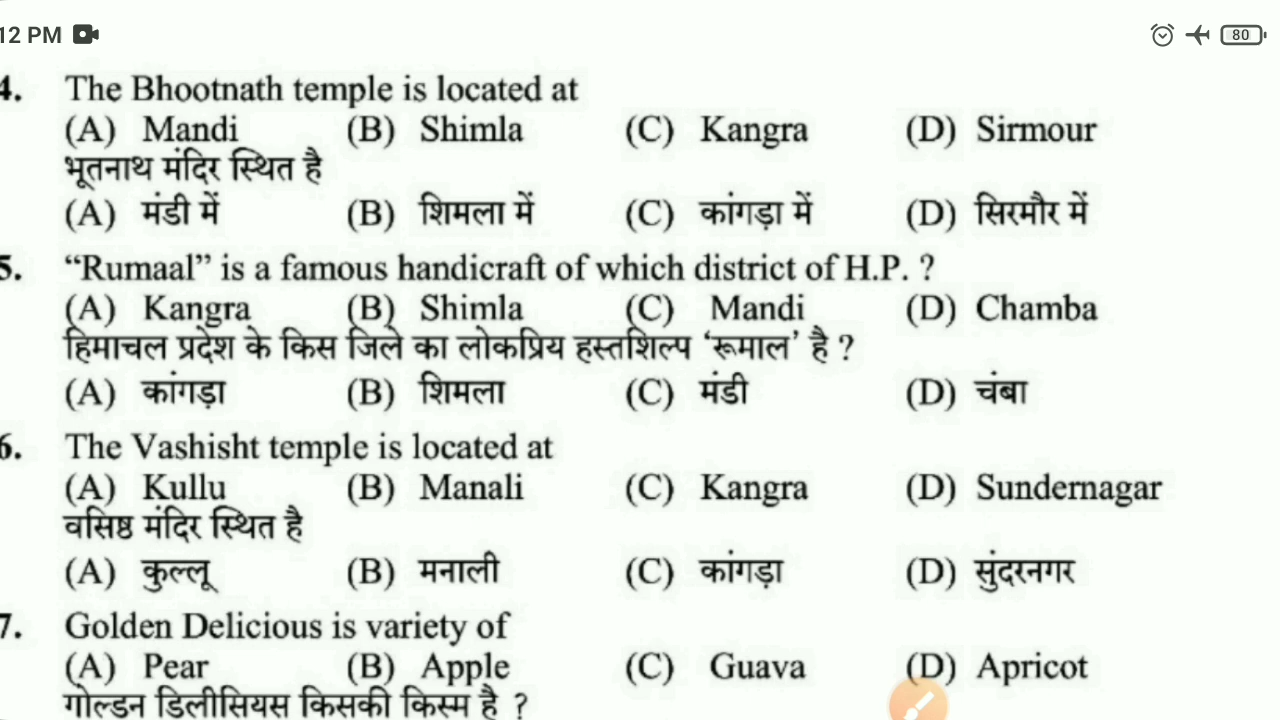 12 PM
80
4. The Bhootnath temple is located at
(A) Mandi (B) Shimla (C) Kangra (D) Sirmour
भूतनाथ मंदिर स्थित है
(A) मंडी में (B) शिमला में (C) कांगड़ा में (D) सिरमौर में
5. “Rumaal” is a famous handicraft of which district of H.P. ?
(A) Kangra (B) Shimla (C) Mandi (D) Chamba
हिमाचल प्रदेश के किस जिले का लोकप्रिय हस्तशिल्प ‘रूमाल’ है ?
(A) कांगड़ा (B) शिमला (C) मंडी (D) चंबा
6. The Vashisht temple is located at
(A) Kullu (B) Manali (C) Kangra (D) Sundernagar
वसिष्ठ मंदिर स्थित है
(A) कुल्लू (B) मनाली (C) कांगड़ा (D) सुंदरनगर
7. Golden Delicious is variety of
(A) Pear (B) Apple (C) Guava (D) Apricot
गोल्डन डिलीसियस किसकी किस्म है ?